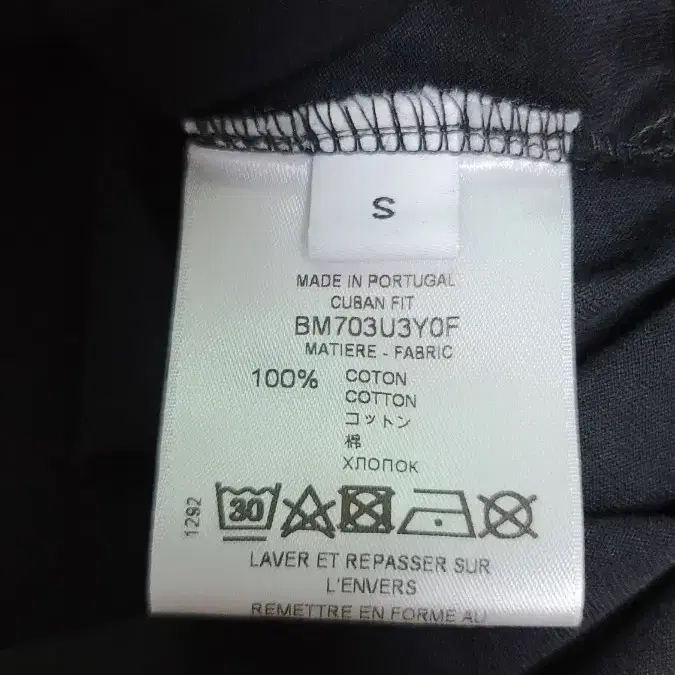 S
MADE IN PORTUGAL
CUBAN FIT
BM703U3Y0F
MATIERE - FABRIC
100% COTON
COTTON
コットン
棉
ХЛОПОК
1292
30
LAVER ET REPASSER SUR
L'ENVERS
REMETTRE EN FORME AU